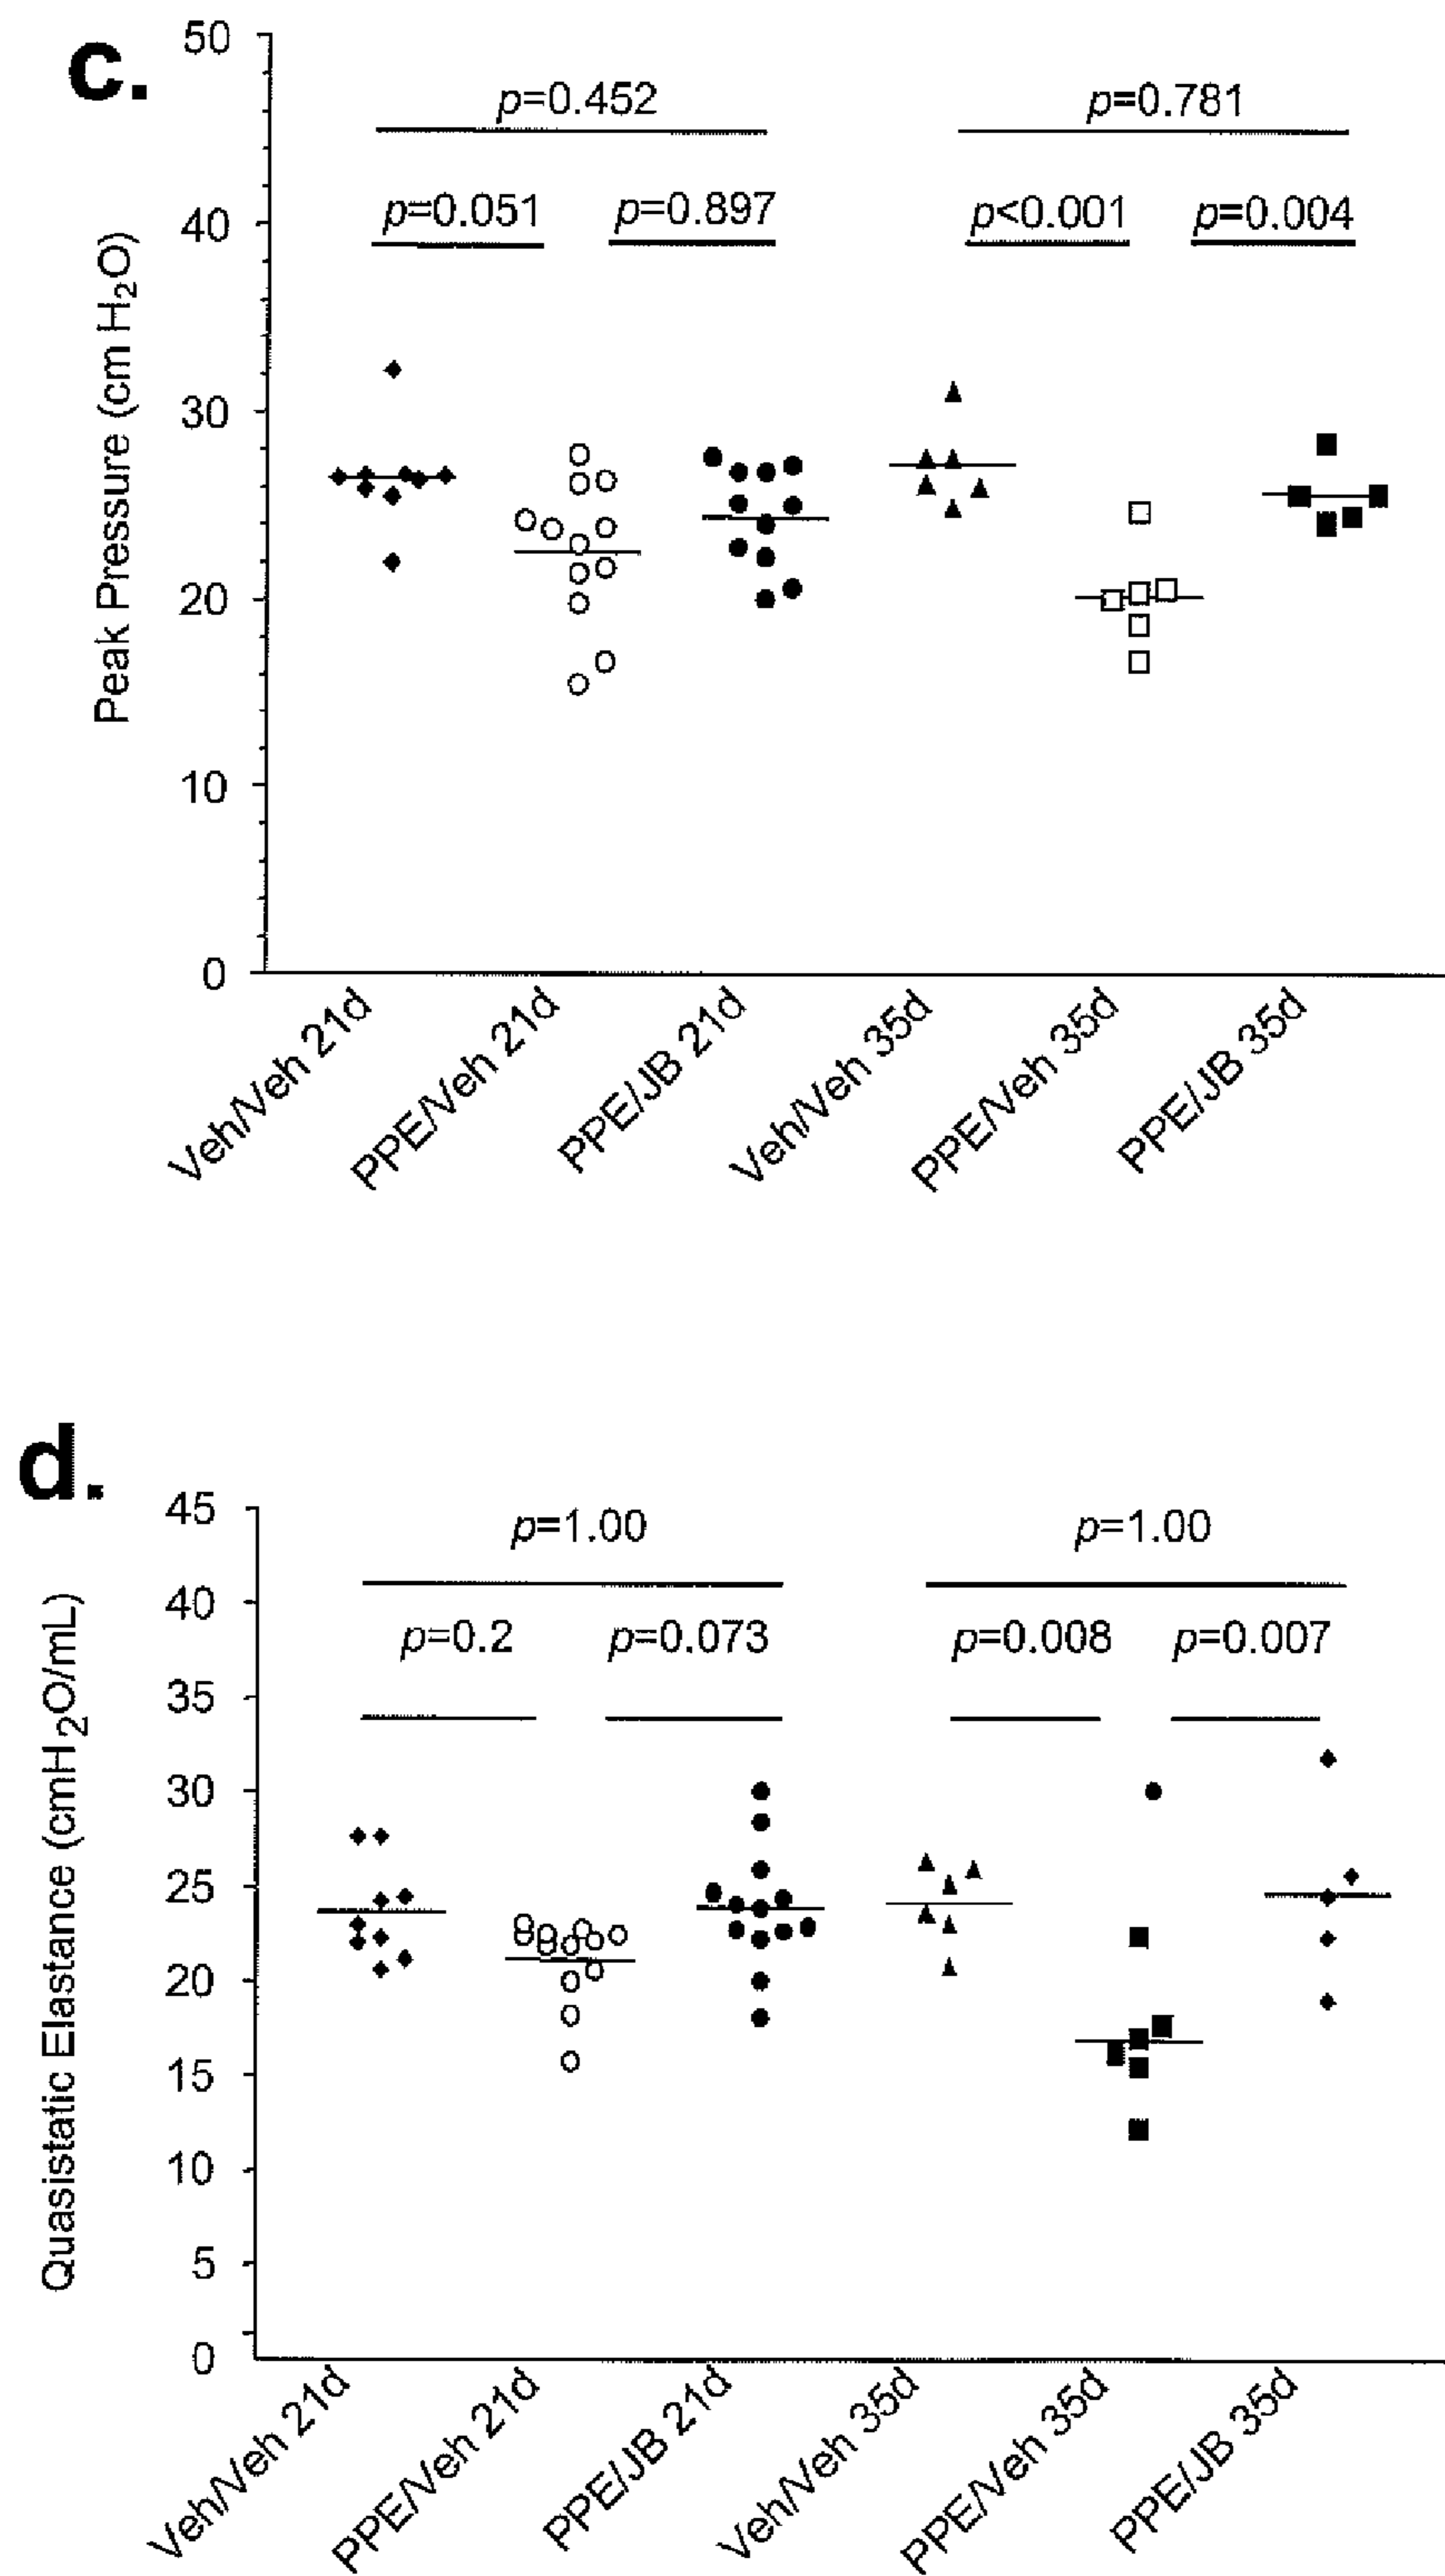 c.
50
p=0.452 p=0.781
p=0.051 p=0.897 p<0.001 p=0.004
40
30
20
10
0
Peak Pressure (cm H₂O)
Veh/Veh 21d PPE/Veh 21d PPE/JB 21d Veh/Veh 35d PPE/Veh 35d PPE/JB 35d
d.
45
p=1.00 p=1.00
40
p=0.2 p=0.073 p=0.008 p=0.007
35
30
25
20
15
10
5
0
Quasistatic Elastance (cmH₂O/mL)
Veh/Veh 21d PPE/Veh 21d PPE/JB 21d Veh/Veh 35d PPE/Veh 35d PPE/JB 35d